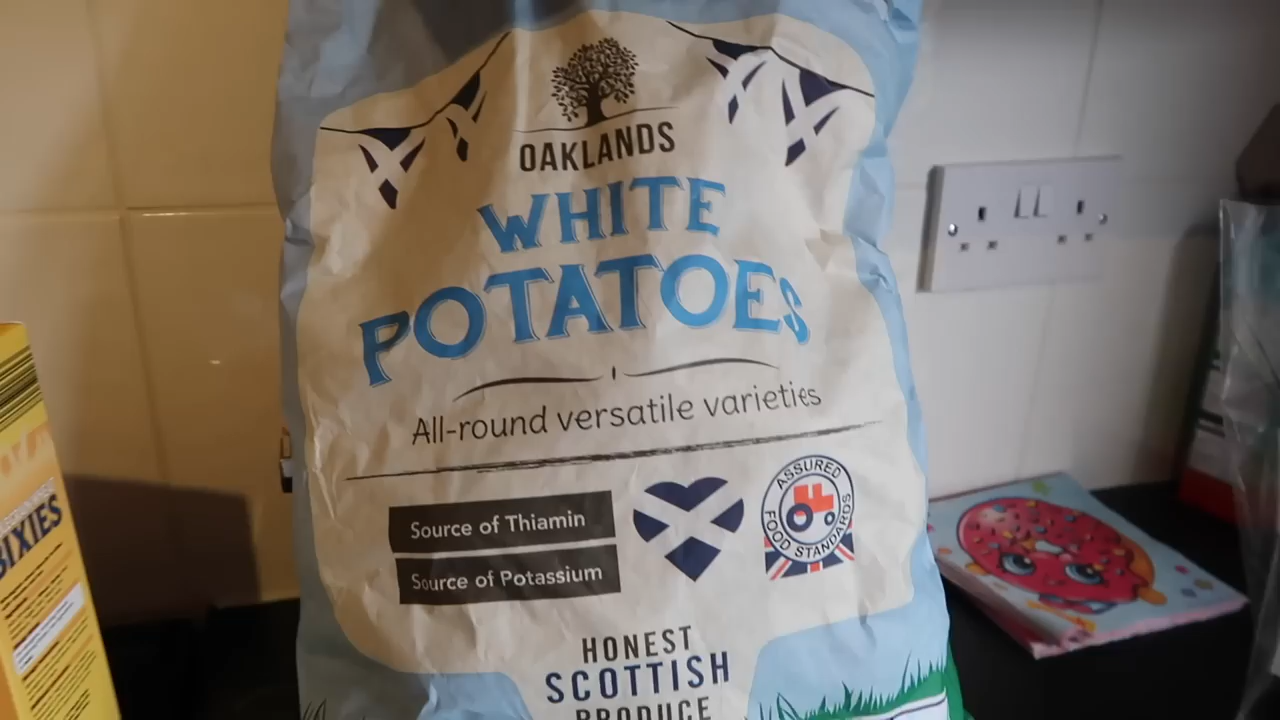 OAKLANDS
WHITE
POTATOES
All-round versatile varieties
Source of Thiamin
Source of Potassium
ASSURED
FOOD STANDARDS
HONEST
SCOTTISH
PRODUCE
BIXIES